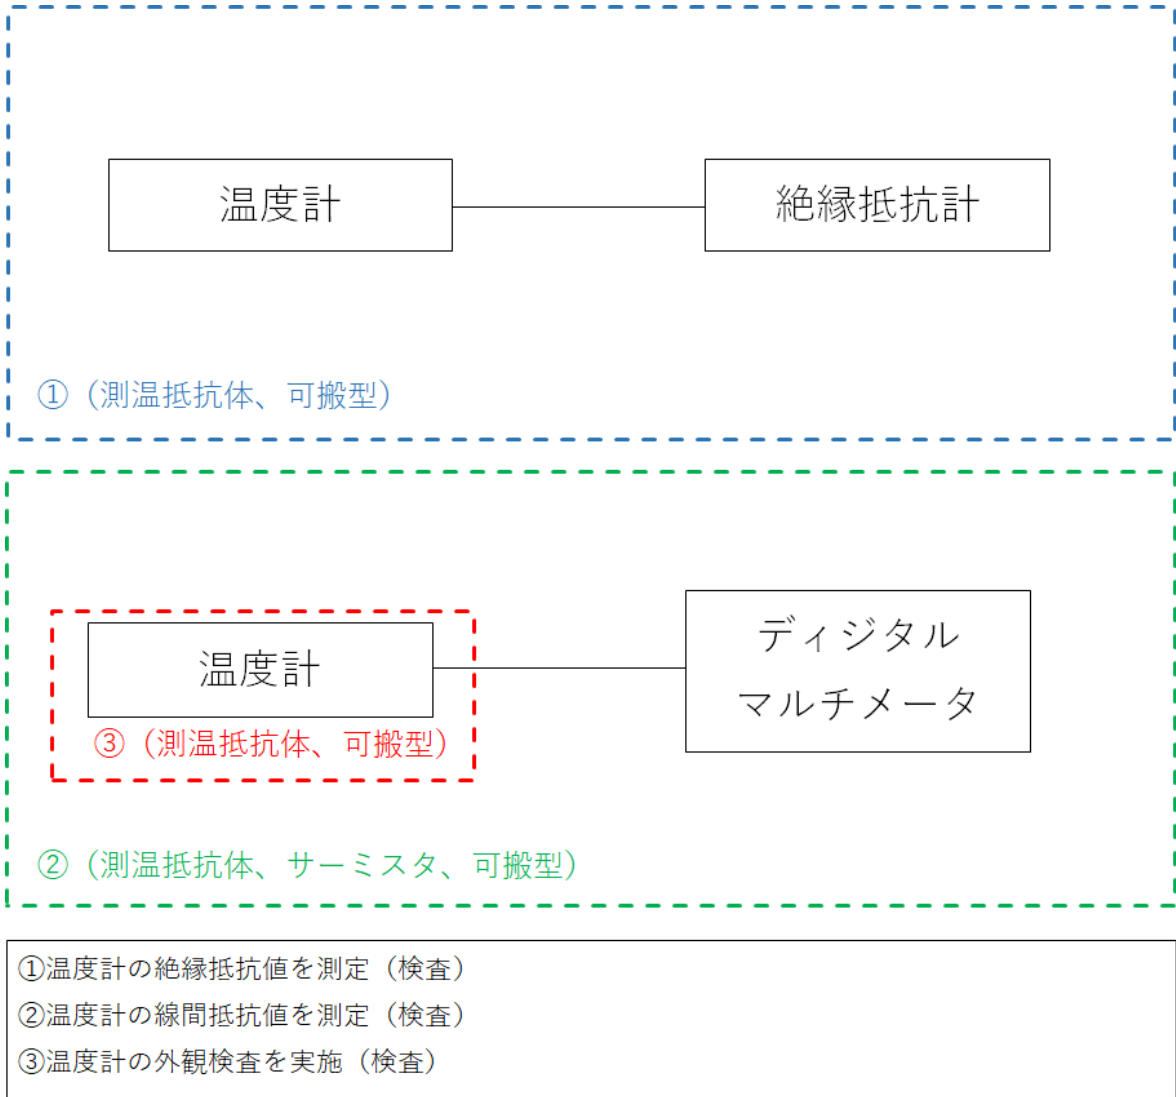 温度計
絶縁抵抗計
①（測温抵抗体、可搬型）
温度計
ディジタル
マルチメータ
③（測温抵抗体、可搬型）
②（測温抵抗体、サーミスタ、可搬型）
①温度計の絶縁抵抗値を測定（検査）
②温度計の線間抵抗値を測定（検査）
③温度計の外観検査を実施（検査）